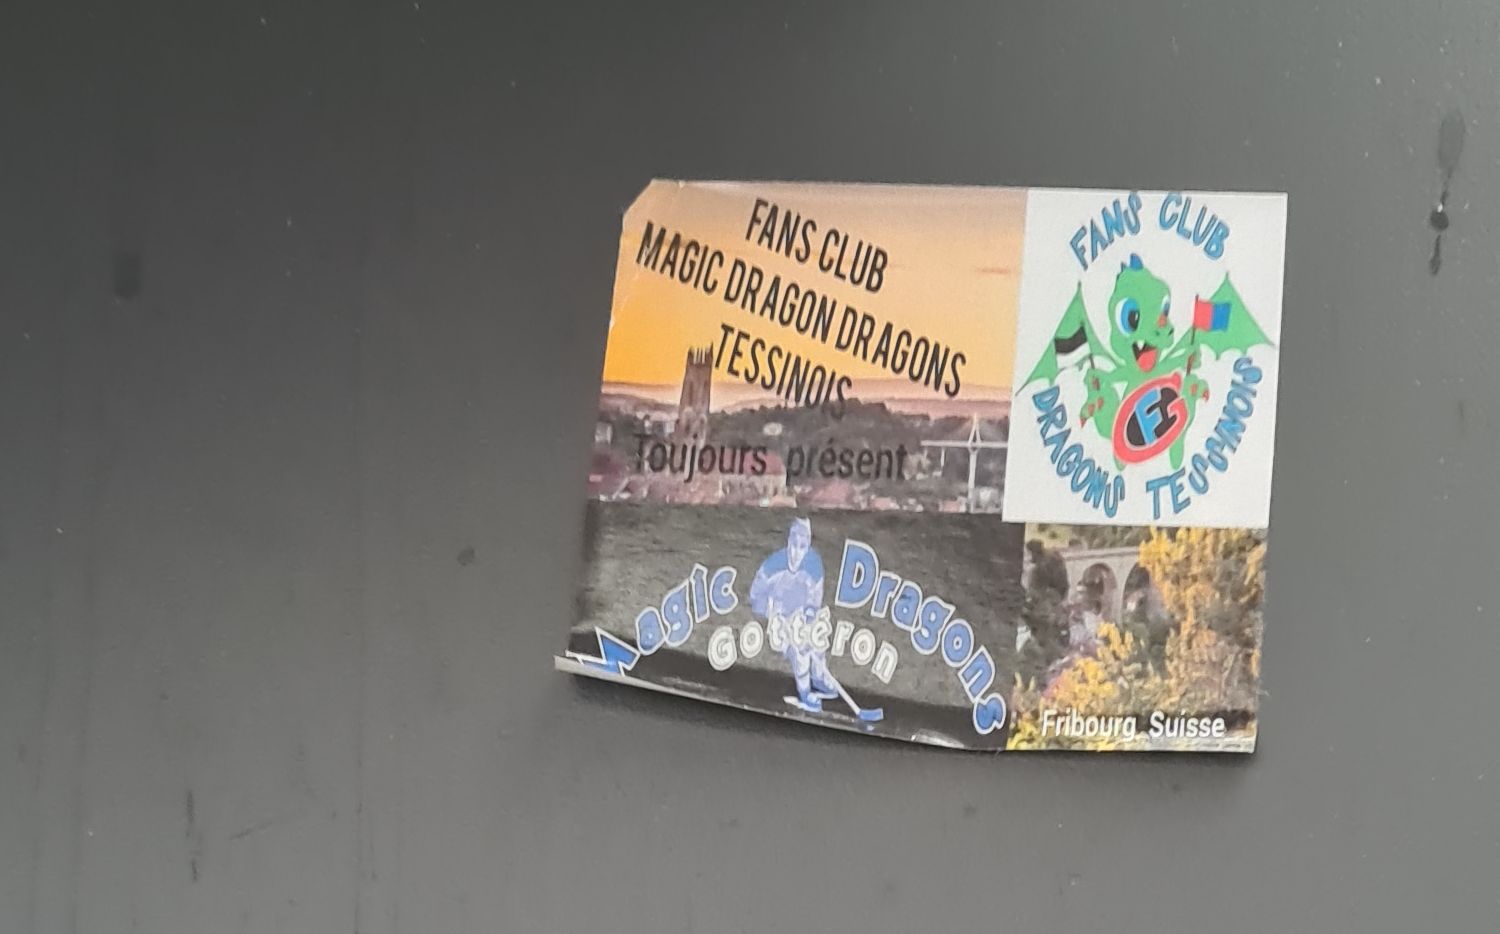 FANS CLUB
MAGIC DRAGON DRAGONS
TESSINOIS
Toujours présent
FANS CLUB
DRAGONS TESSINOIS
Magic Dragons
Gottéron
Fribourg Suisse